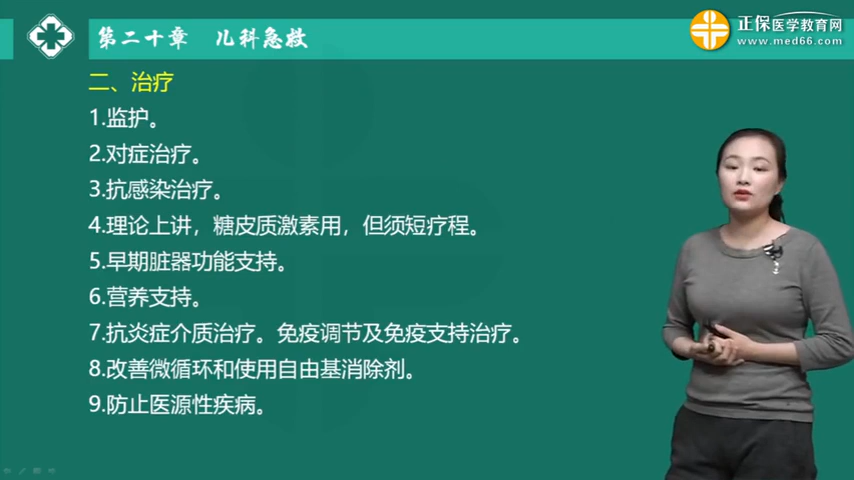 第二十章 儿科急救
正保医学教育网
www.med66.com
二、治疗
1.监护。
2.对症治疗。
3.抗感染治疗。
4.理论上讲，糖皮质激素用，但须短疗程。
5.早期脏器功能支持。
6.营养支持。
7.抗炎症介质治疗。免疫调节及免疫支持治疗。
8.改善微循环和使用自由基消除剂。
9.防止医源性疾病。